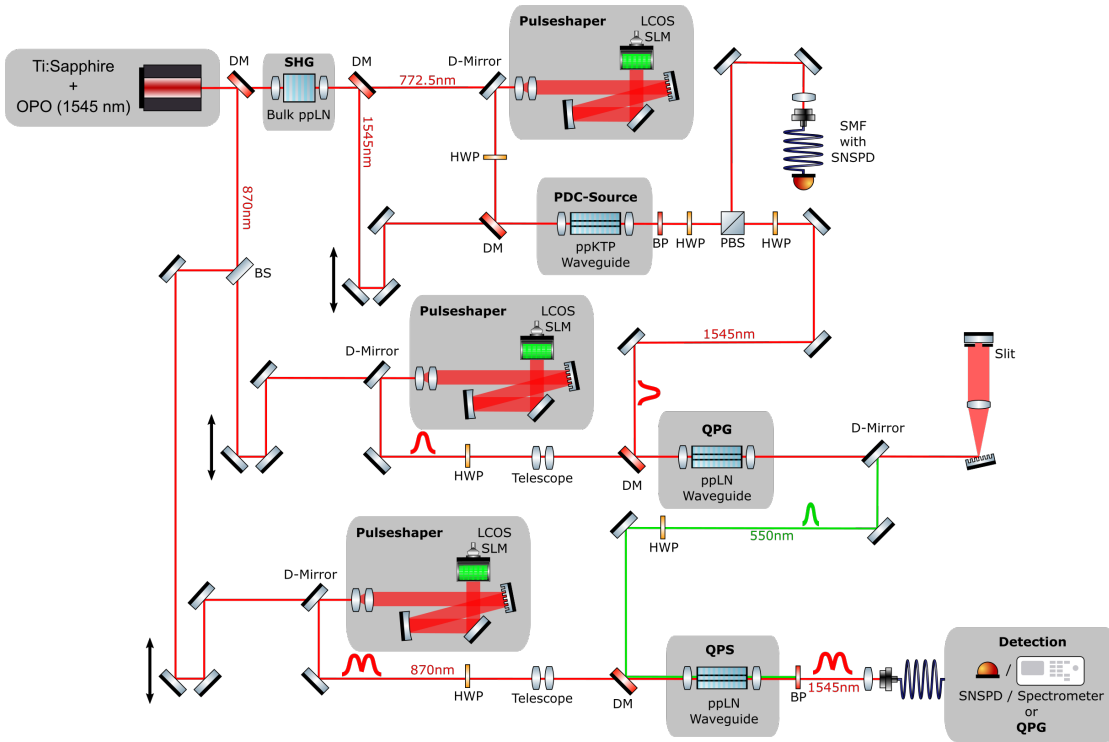 Pulseshaper
LCOS
SLM
DM
SHG
DM
D-Mirror
772.5nm
Ti:Sapphire
+
OPO (1545 nm)
Bulk ppLN
1545nm
HWP
SMF
with
SNSPD
870nm
PDC-Source
DM
ppKTP
Waveguide
BP
HWP
PBS
HWP
BS
Pulseshaper
LCOS
SLM
1545nm
D-Mirror
Slit
QPG
D-Mirror
HWP
Telescope
DM
ppLN
Waveguide
Pulseshaper
LCOS
SLM
HWP
550nm
D-Mirror
QPS
Detection
870nm
HWP
Telescope
DM
ppLN
Waveguide
BP
1545nm
/
SNSPD / Spectrometer
or
QPG